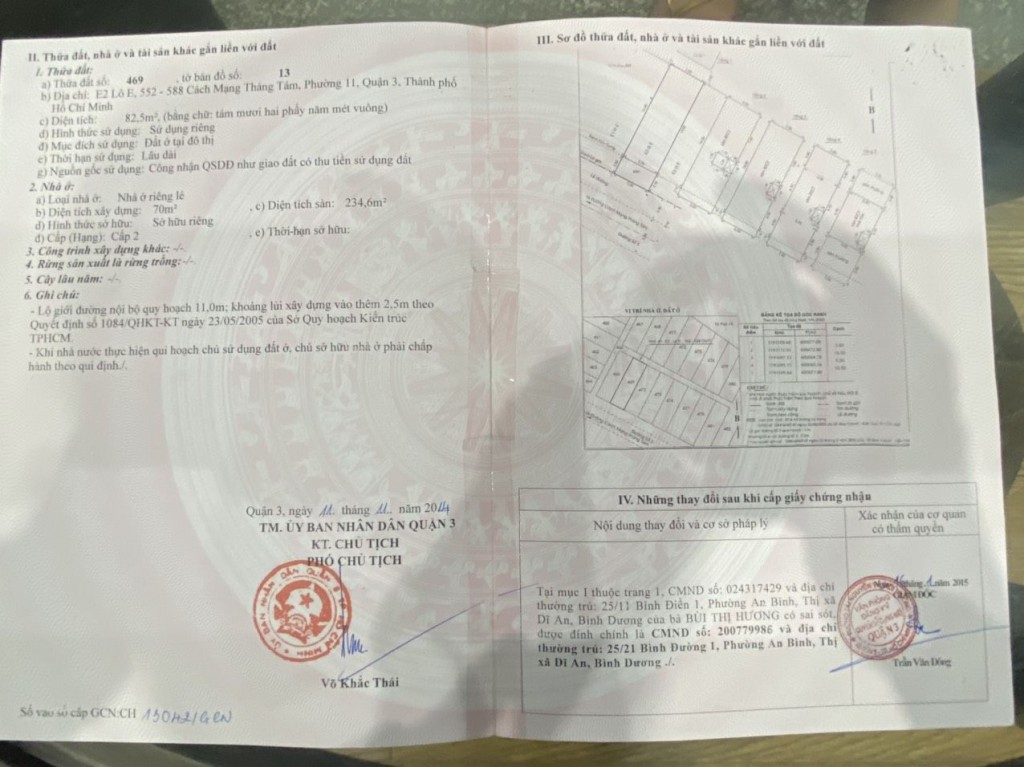 II. Thửa đất, nhà ở và tài sản khác gắn liền với đất
1. Thửa đất:
a) Thửa đất số: 469 , tờ bản đồ số: 13
b) Địa chỉ: E2 Lô E, 552 - 588 Cách Mạng Tháng Tám, Phường 11, Quận 3, Thành phố
Hồ Chí Minh
c) Diện tích: 82,5m², (bằng chữ: tám mươi hai phẩy năm mét vuông)
d) Hình thức sử dụng: Sử dụng riêng
đ) Mục đích sử dụng: Đất ở tại đô thị
e) Thời hạn sử dụng: Lâu dài
g) Nguồn gốc sử dụng: Công nhận QSDĐ như giao đất có thu tiền sử dụng đất
2. Nhà ở:
a) Loại nhà ở: Nhà ở riêng lẻ
b) Diện tích xây dựng: 70m² , c) Diện tích sàn: 234,6m²
d) Hình thức sở hữu: Sở hữu riêng
đ) Cấp (Hạng): Cấp 2 , e) Thời hạn sở hữu:
3. Công trình xây dựng khác: -/-
4. Rừng sản xuất là rừng trồng: -/-
5. Cây lâu năm: -/-
6. Ghi chú:
- Lộ giới đường nội bộ quy hoạch 11,0m; khoảng lùi xây dựng vào thêm 2,5m theo
Quyết định số 1084/QHKT-KT ngày 23/05/2005 của Sở Quy hoạch Kiến trúc
TPHCM.
- Khi nhà nước thực hiện qui hoạch chủ sử dụng đất ở, chủ sở hữu nhà ở phải chấp
hành theo qui định./.
Quận 3, ngày 11 tháng 11 năm 2014
TM. ỦY BAN NHÂN DÂN QUẬN 3
KT. CHỦ TỊCH
PHÓ CHỦ TỊCH
Võ Khắc Thái
Số vào sổ cấp GCN:CH 13042/GCN
III. Sơ đồ thửa đất, nhà ở và tài sản khác gắn liền với đất
B
VỊ TRÍ NHÀ Ở, ĐẤT Ở
B
IV. Những thay đổi sau khi cấp giấy chứng nhận
Nội dung thay đổi và cơ sở pháp lý
Xác nhận của cơ quan
có thẩm quyền
Tại mục 1 thuộc trang 1, CMND số: 024317429 và địa chỉ
thường trú: 25/11 Bình Điền 1, Phường An Bình, Thị xã
Dĩ An, Bình Dương của bà BÙI THỊ HƯƠNG có sai sót,
được đính chính là CMND số: 200779986 và địa chỉ
thường trú: 25/21 Bình Đường 1, Phường An Bình, Thị
xã Dĩ An, Bình Dương ./.
tháng 1 năm 2015
GIÁM ĐỐC
QUẬN 3
Trần Văn Đông